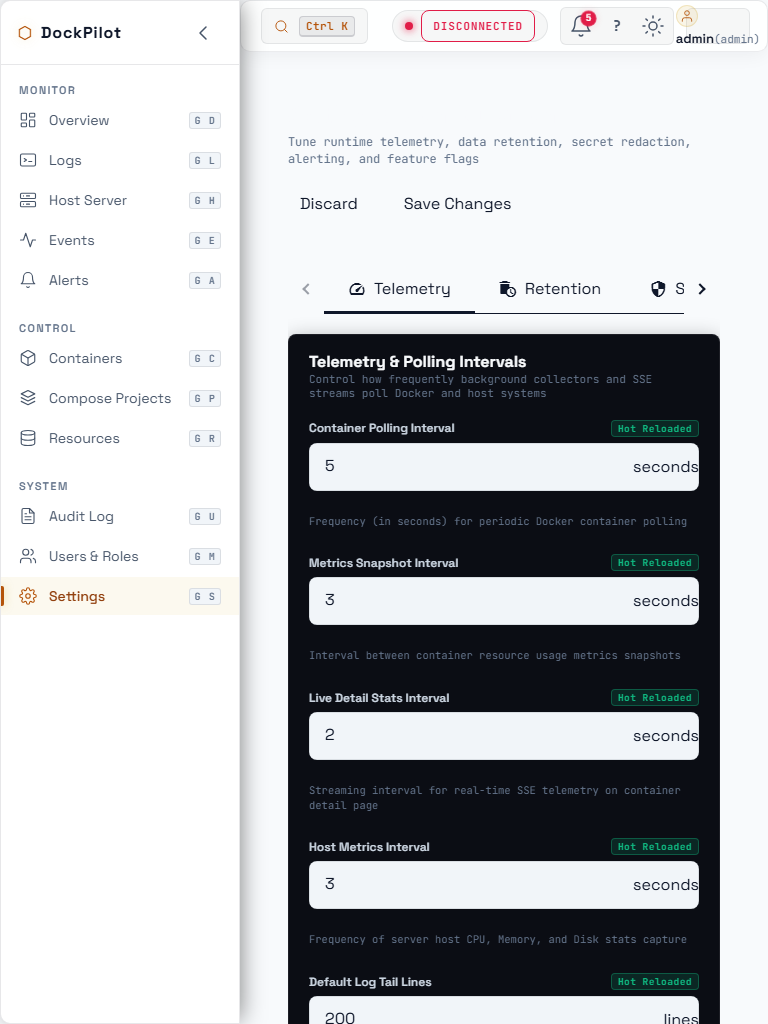 DockPilot
MONITOR
Overview G D
Logs G L
Host Server G H
Events G E
Alerts G A
CONTROL
Containers G C
Compose Projects G P
Resources G R
SYSTEM
Audit Log G U
Users & Roles G M
Settings G S
Ctrl K
DISCONNECTED
5
?
admin(admin)
Tune runtime telemetry, data retention, secret redaction,
alerting, and feature flags
Discard Save Changes
Telemetry Retention S
Telemetry & Polling Intervals
Control how frequently background collectors and SSE
streams poll Docker and host systems
Container Polling Interval Hot Reloaded
5 seconds
Frequency (in seconds) for periodic Docker container polling
Metrics Snapshot Interval Hot Reloaded
3 seconds
Interval between container resource usage metrics snapshots
Live Detail Stats Interval Hot Reloaded
2 seconds
Streaming interval for real-time SSE telemetry on container
detail page
Host Metrics Interval Hot Reloaded
3 seconds
Frequency of server host CPU, Memory, and Disk stats capture
Default Log Tail Lines Hot Reloaded
200 lines